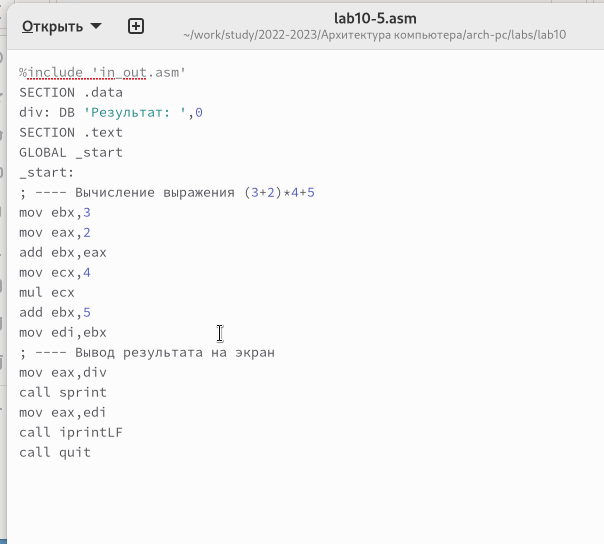 Открыть
lab10-5.asm
~/work/study/2022-2023/Архитектура компьютера/arch-pc/labs/lab10
%include 'in_out.asm'
SECTION .data
div: DB 'Результат: ',0
SECTION .text
GLOBAL _start
_start:
; ---- Вычисление выражения (3+2)*4+5
mov ebx,3
mov eax,2
add ebx,eax
mov ecx,4
mul ecx
add ebx,5
mov edi,ebx
; ---- Вывод результата на экран
mov eax,div
call sprint
mov eax,edi
call iprintLF
call quit